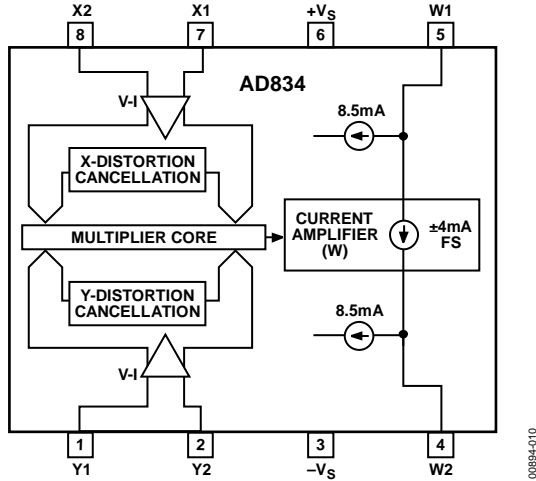 X2 X1 +VS W1
8 7 6 5
AD834
V-I
8.5mA
X-DISTORTION
CANCELLATION
MULTIPLIER CORE
CURRENT
AMPLIFIER
(W)
±4mA
FS
Y-DISTORTION
CANCELLATION
8.5mA
V-I
1 2 3 4
Y1 Y2 –VS W2
00894-010